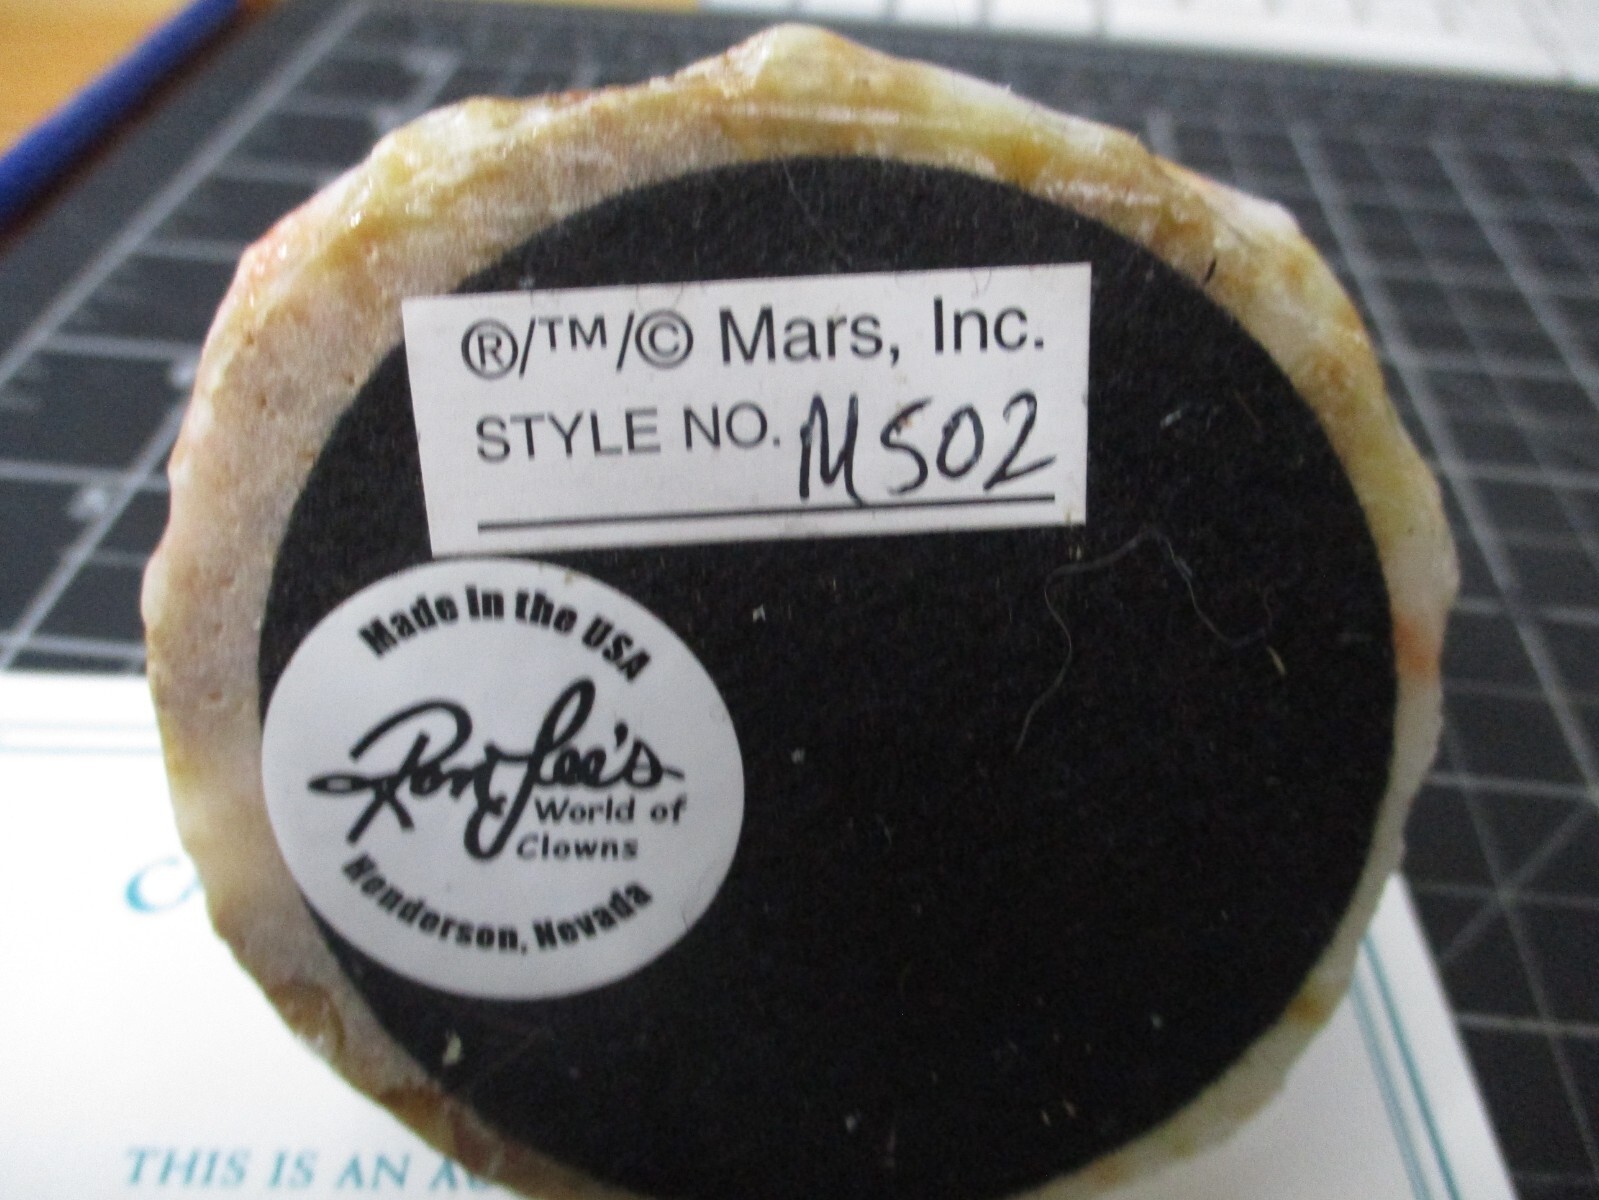 ®/™/© Mars, Inc.
STYLE NO. MS02
Made in the USA
Ron Lee's
World of
Clowns
Henderson, Nevada
THIS IS AN